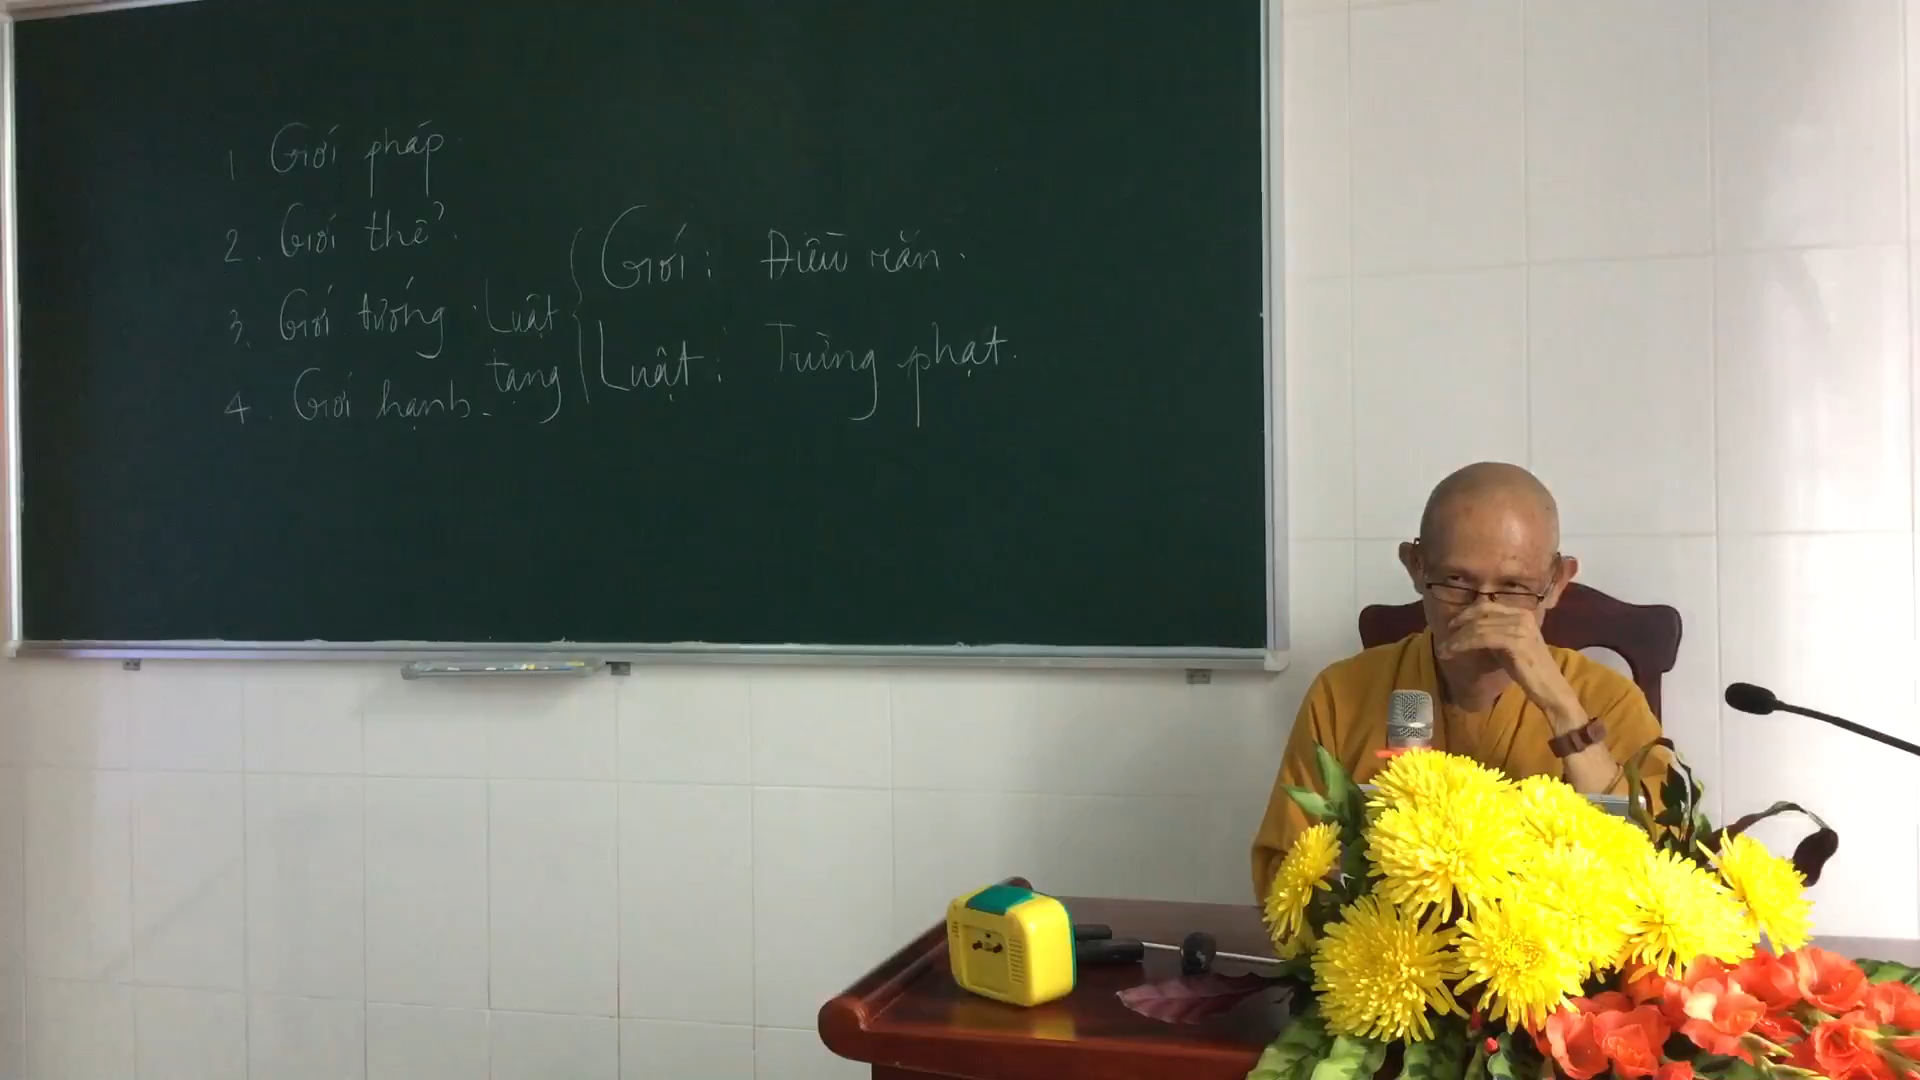 1 Giới pháp.
2. Giới thể.
3. Giới tướng.
4. Giới hạnh.
Luật
tạng
Giới: Điều răn.
Luật: Trừng phạt.